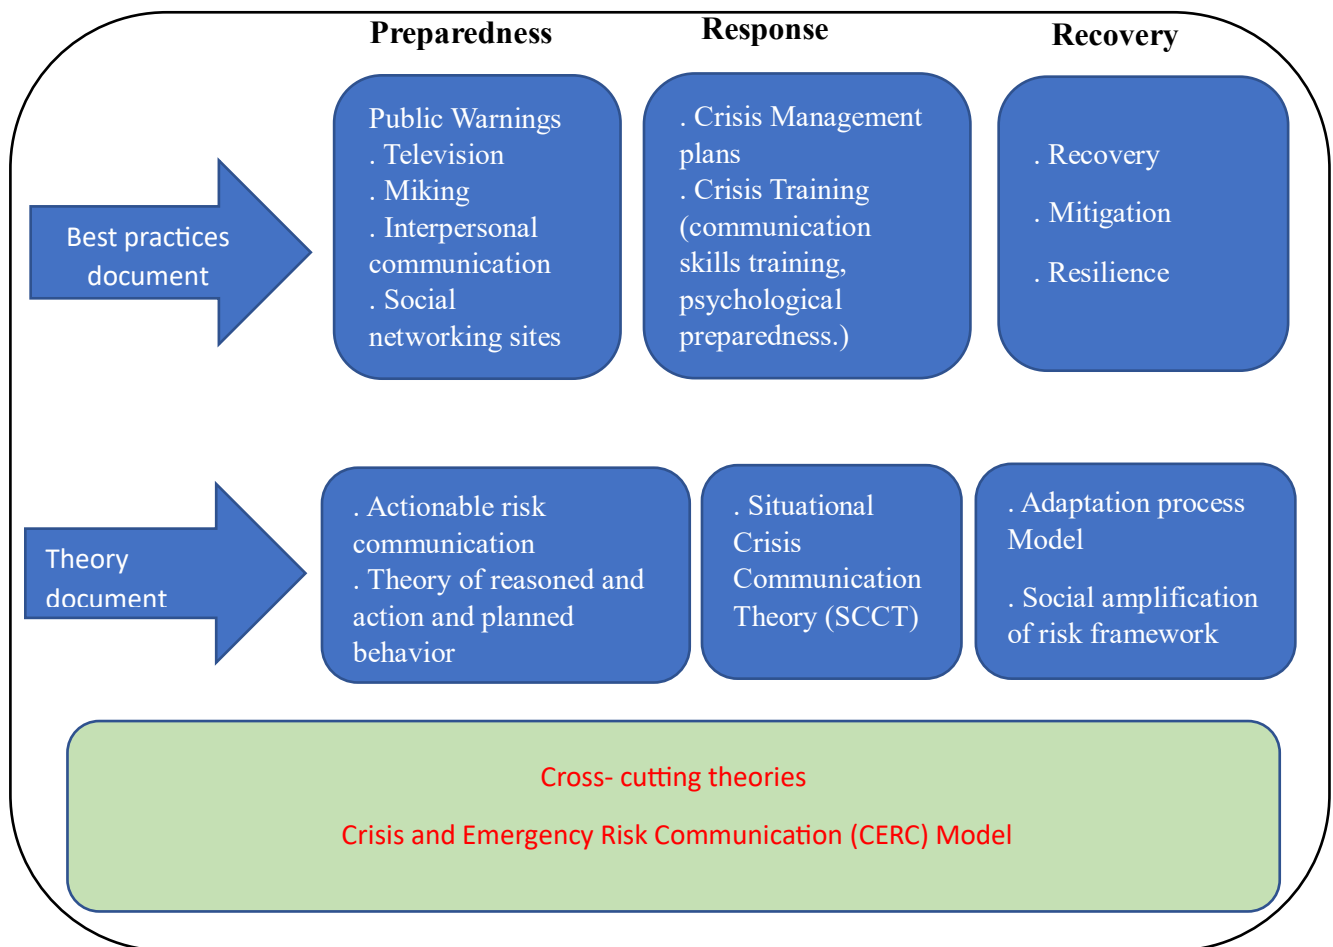 Preparedness
Response
Recovery
Best practices
document
Public Warnings
. Television
. Miking
. Interpersonal
communication
. Social
networking sites
. Crisis Management
plans
. Crisis Training
(communication
skills training,
psychological
preparedness.)
. Recovery
. Mitigation
. Resilience
Theory
document
. Actionable risk
communication
. Theory of reasoned and
action and planned
behavior
. Situational
Crisis
Communication
Theory (SCCT)
. Adaptation process
Model
. Social amplification
of risk framework
Cross- cutting theories
Crisis and Emergency Risk Communication (CERC) Model